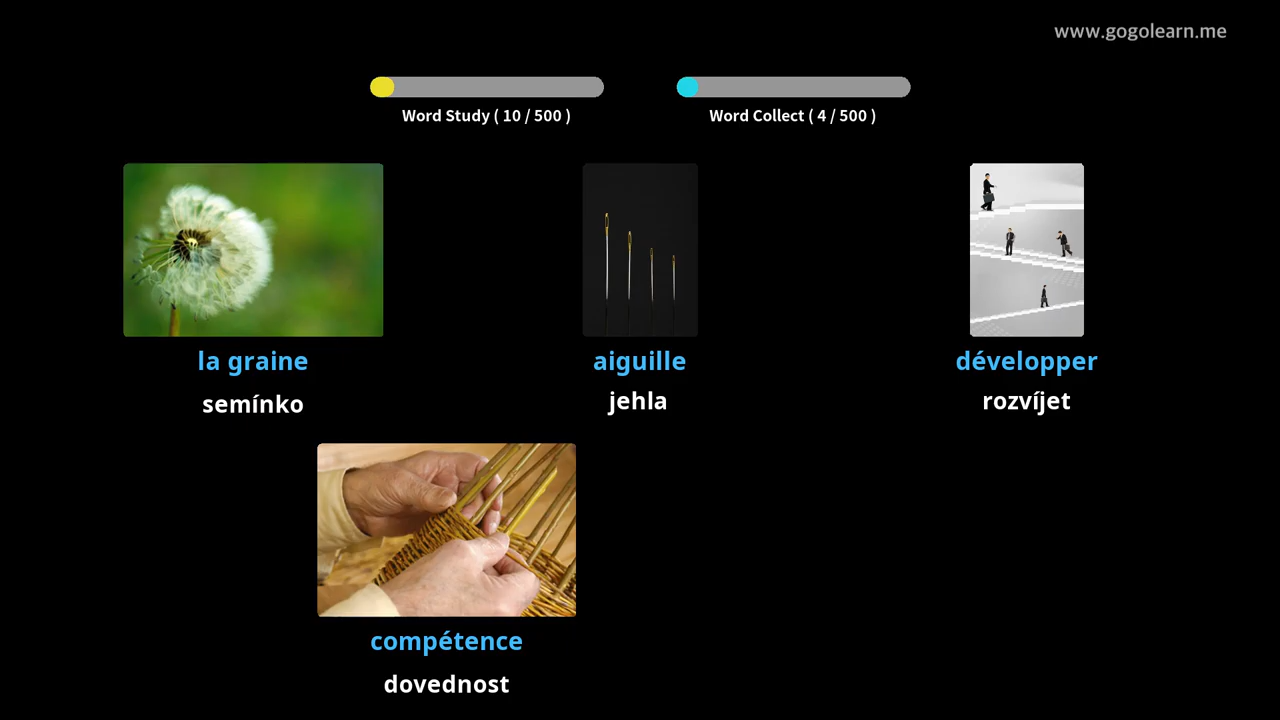 www.gogolearn.me
Word Study ( 10 / 500 )
Word Collect ( 4 / 500 )
la graine
semínko
aiguille
jehla
développer
rozvíjet
compétence
dovednost